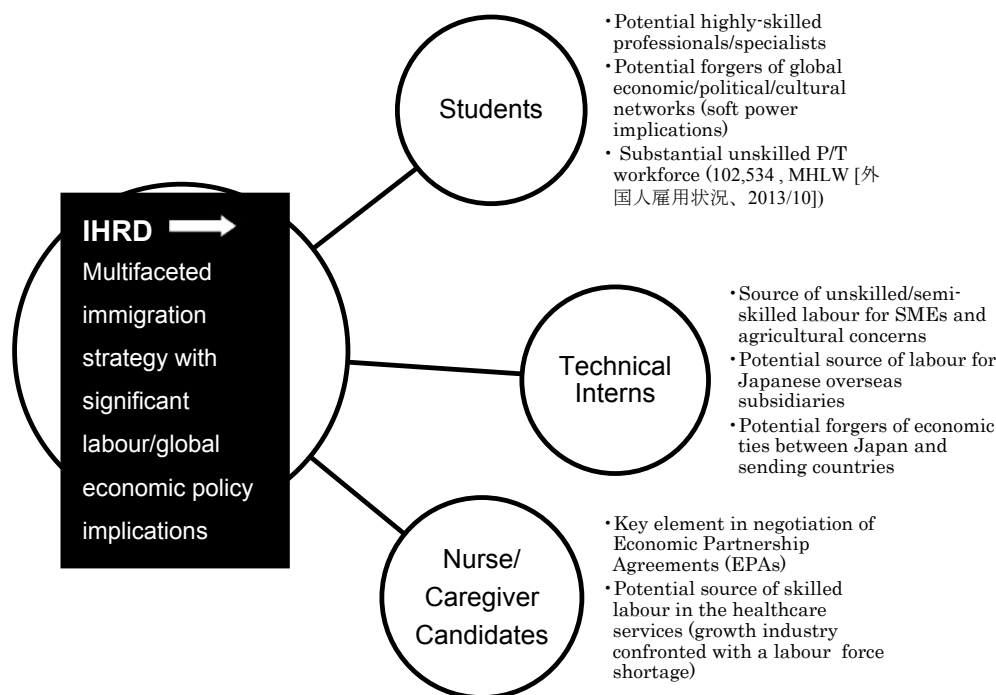 IHRD
Multifaceted
immigration
strategy with
significant
labour/global
economic policy
implications
Students
・Potential highly-skilled
professionals/specialists
・Potential forgers of global
economic/political/cultural
networks (soft power
implications)
・ Substantial unskilled P/T
workforce (102,534 , MHLW [外
国人雇用状況、2013/10])
Technical
Interns
・Source of unskilled/semi-
skilled labour for SMEs and
agricultural concerns
・Potential source of labour for
Japanese overseas
subsidiaries
・Potential forgers of economic
ties between Japan and
sending countries
Nurse/
Caregiver
Candidates
・Key element in negotiation of
Economic Partnership
Agreements (EPAs)
・Potential source of skilled
labour in the healthcare
services (growth industry
confronted with a labour force
shortage)